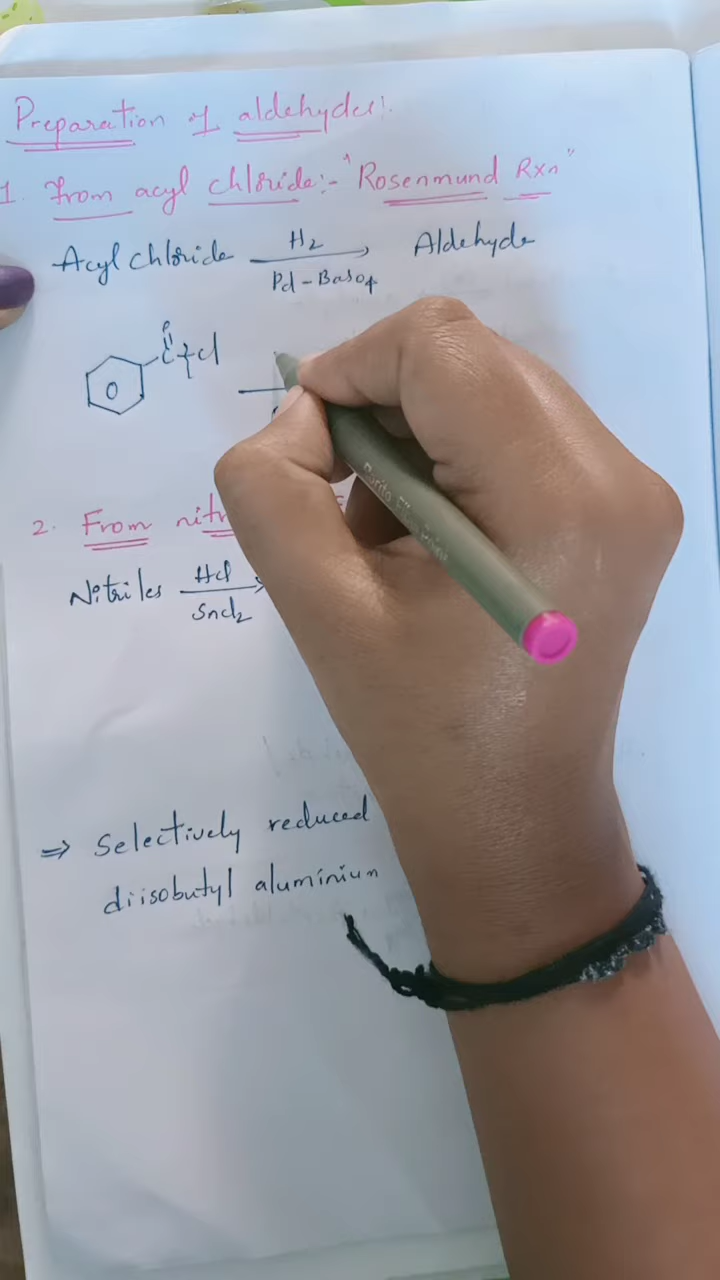 Preparation of aldehydes:-
1. From acyl chloride:- "Rosenmund Rxn"
Acyl chloride H2 Aldehyde
Pd-BaSO4
O
C Cl
2. From
Nitriles HCl
SnCl2
⇒ Selectively reduced
diisobutyl aluminium